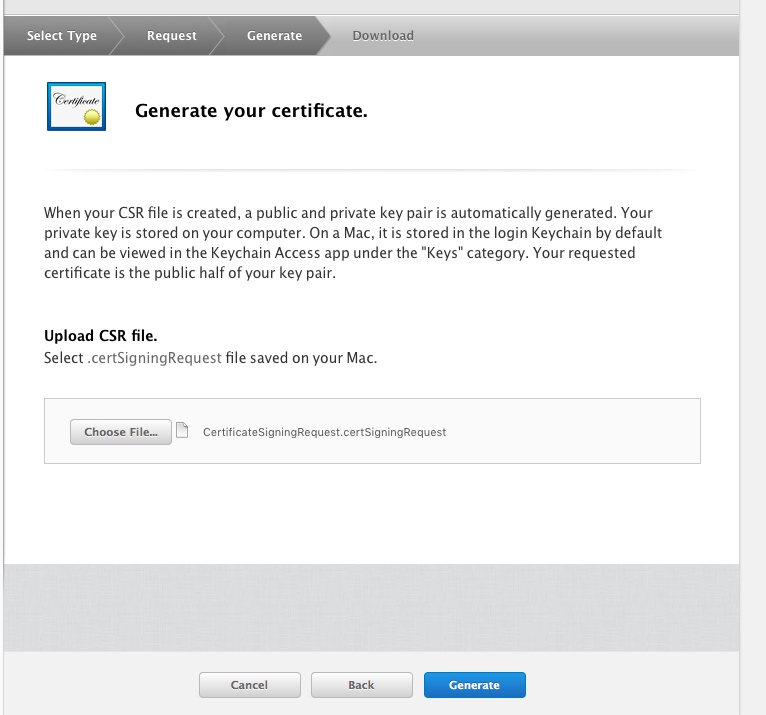 Select Type
Request
Generate
Download
Certificate
Generate your certificate.
When your CSR file is created, a public and private key pair is automatically generated. Your
private key is stored on your computer. On a Mac, it is stored in the login Keychain by default
and can be viewed in the Keychain Access app under the "Keys" category. Your requested
certificate is the public half of your key pair.
Upload CSR file.
Select .certSigningRequest file saved on your Mac.
Choose File...
CertificateSigningRequest.certSigningRequest
Cancel
Back
Generate